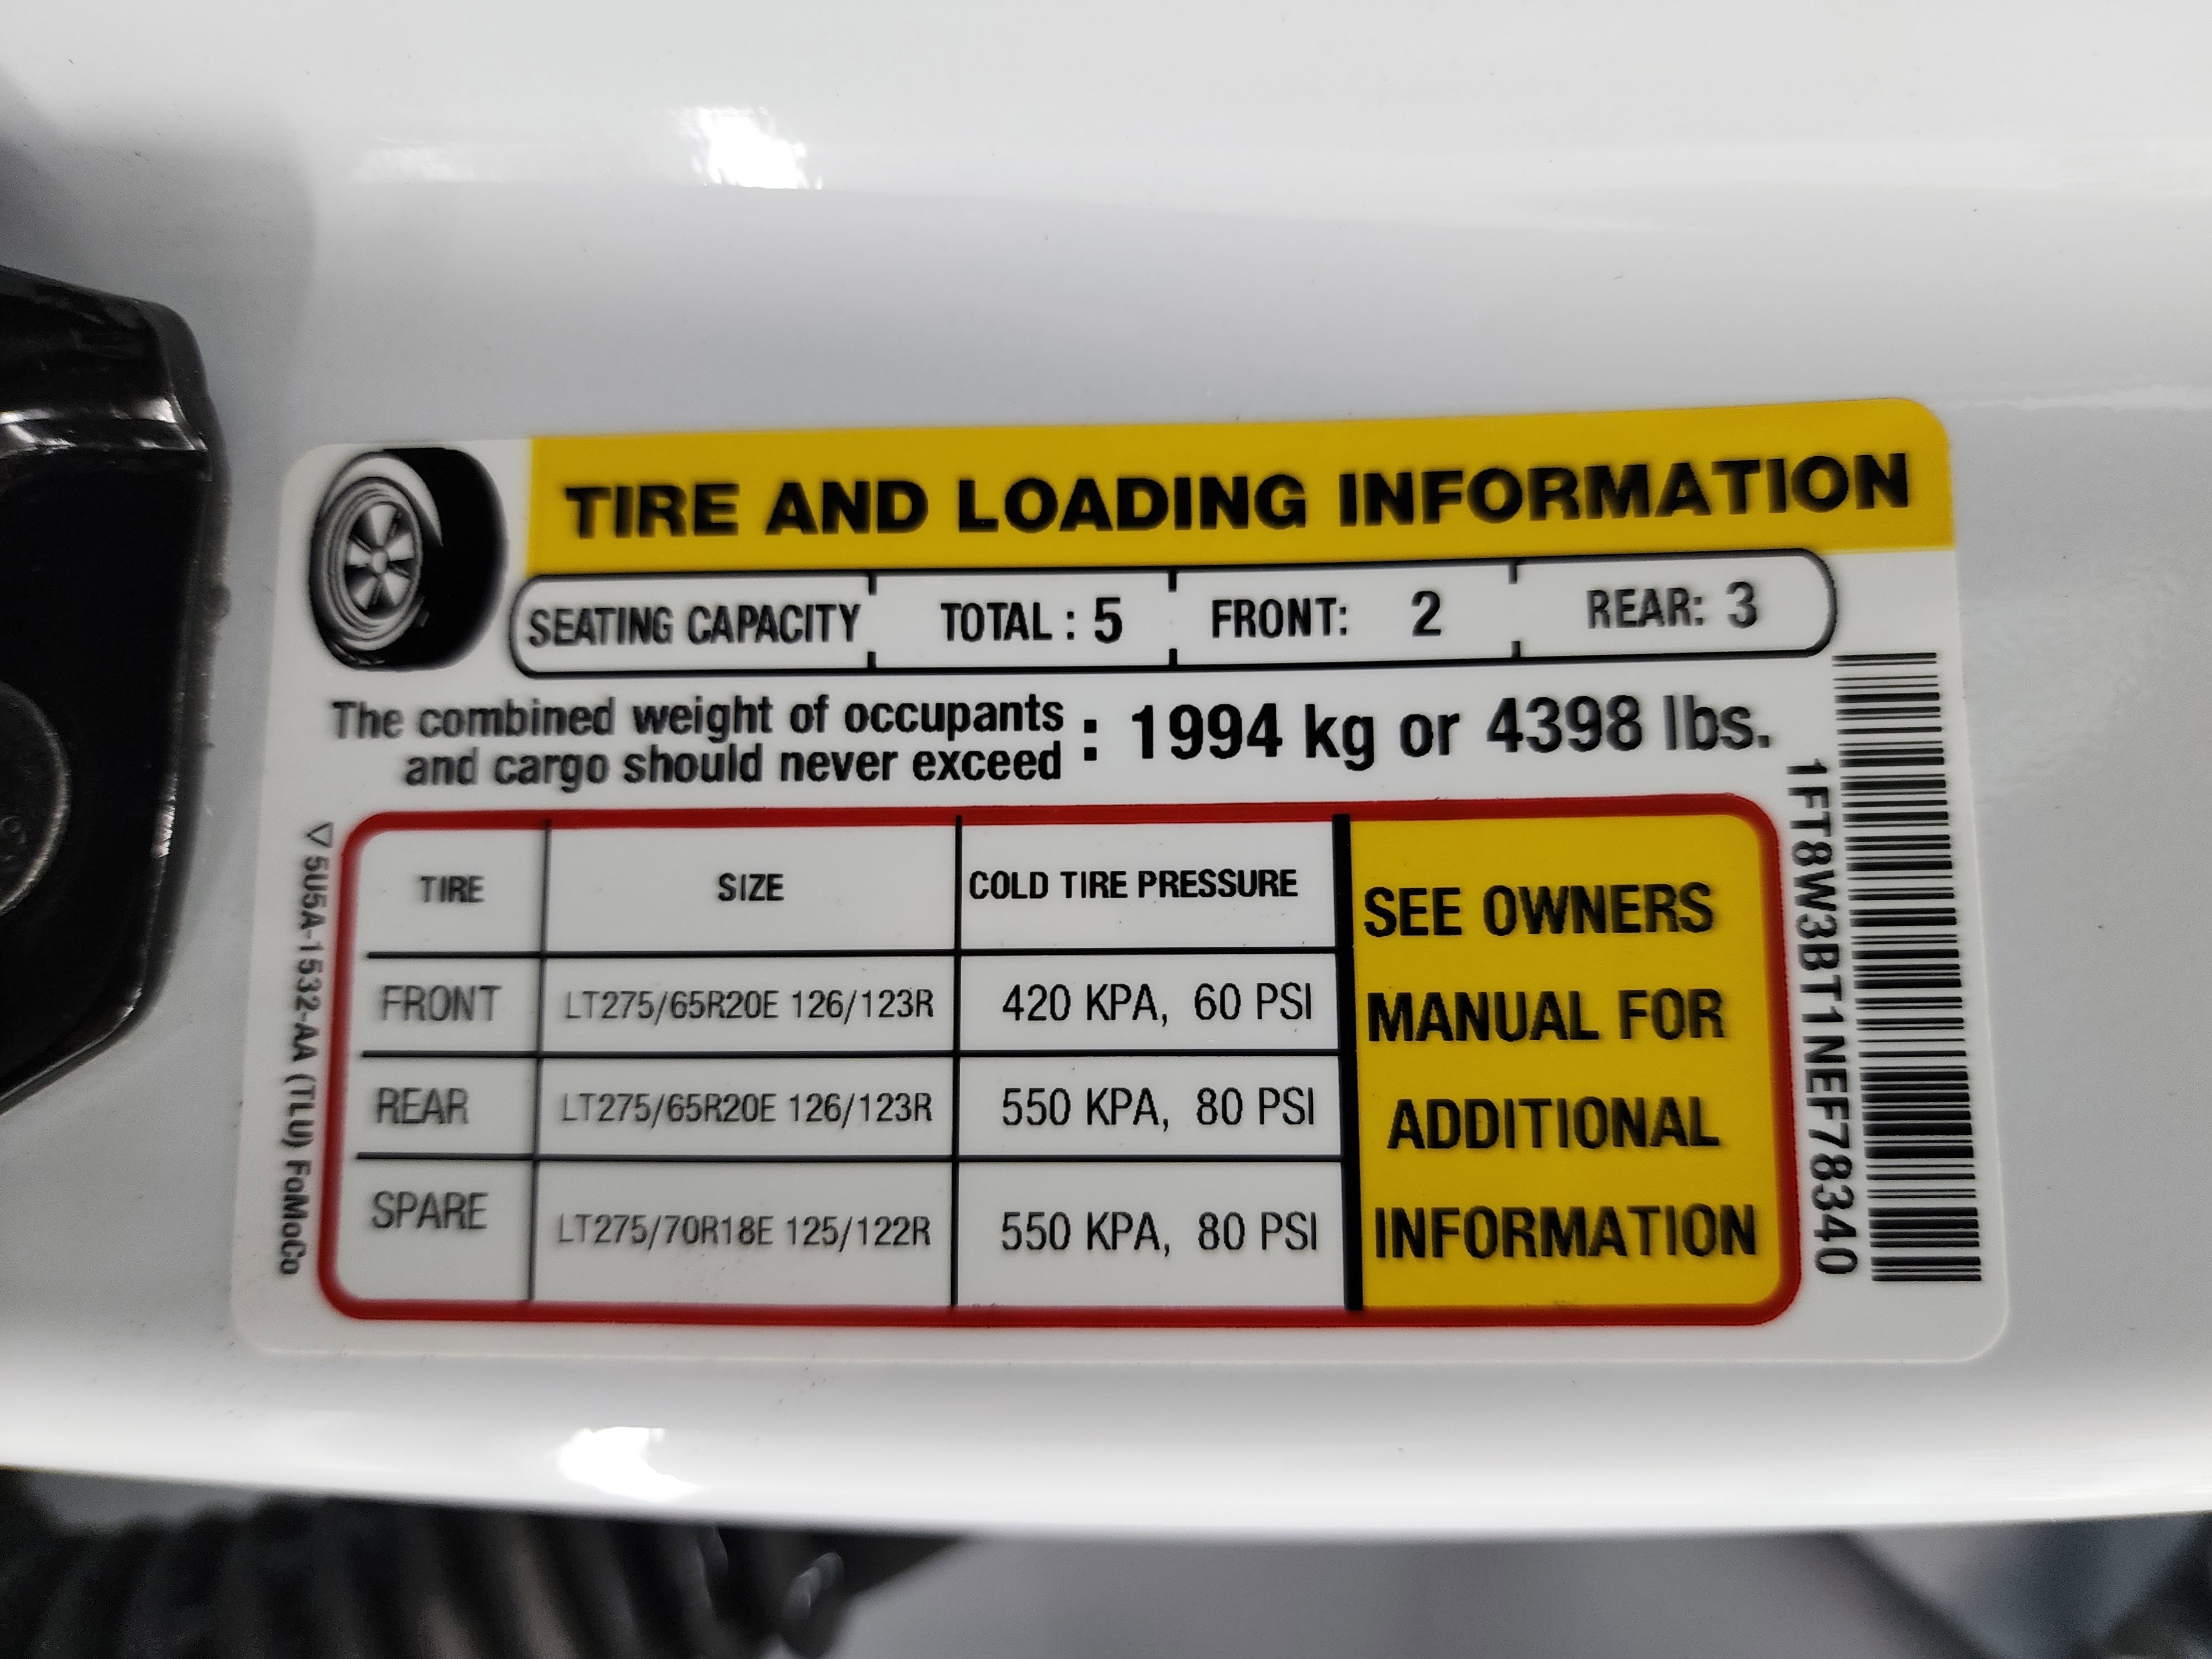 TIRE AND LOADING INFORMATION
SEATING CAPACITY TOTAL : 5 FRONT: 2 REAR: 3
The combined weight of occupants
and cargo should never exceed : 1994 kg or 4398 lbs.
TIRE SIZE COLD TIRE PRESSURE
FRONT LT275/65R20E 126/123R 420 KPA, 60 PSI
REAR LT275/65R20E 126/123R 550 KPA, 80 PSI
SPARE LT275/70R18E 125/122R 550 KPA, 80 PSI
SEE OWNERS
MANUAL FOR
ADDITIONAL
INFORMATION
5U5A-1532-AA (TLU) FoMoCo
1FT8W3BT1NEF78340